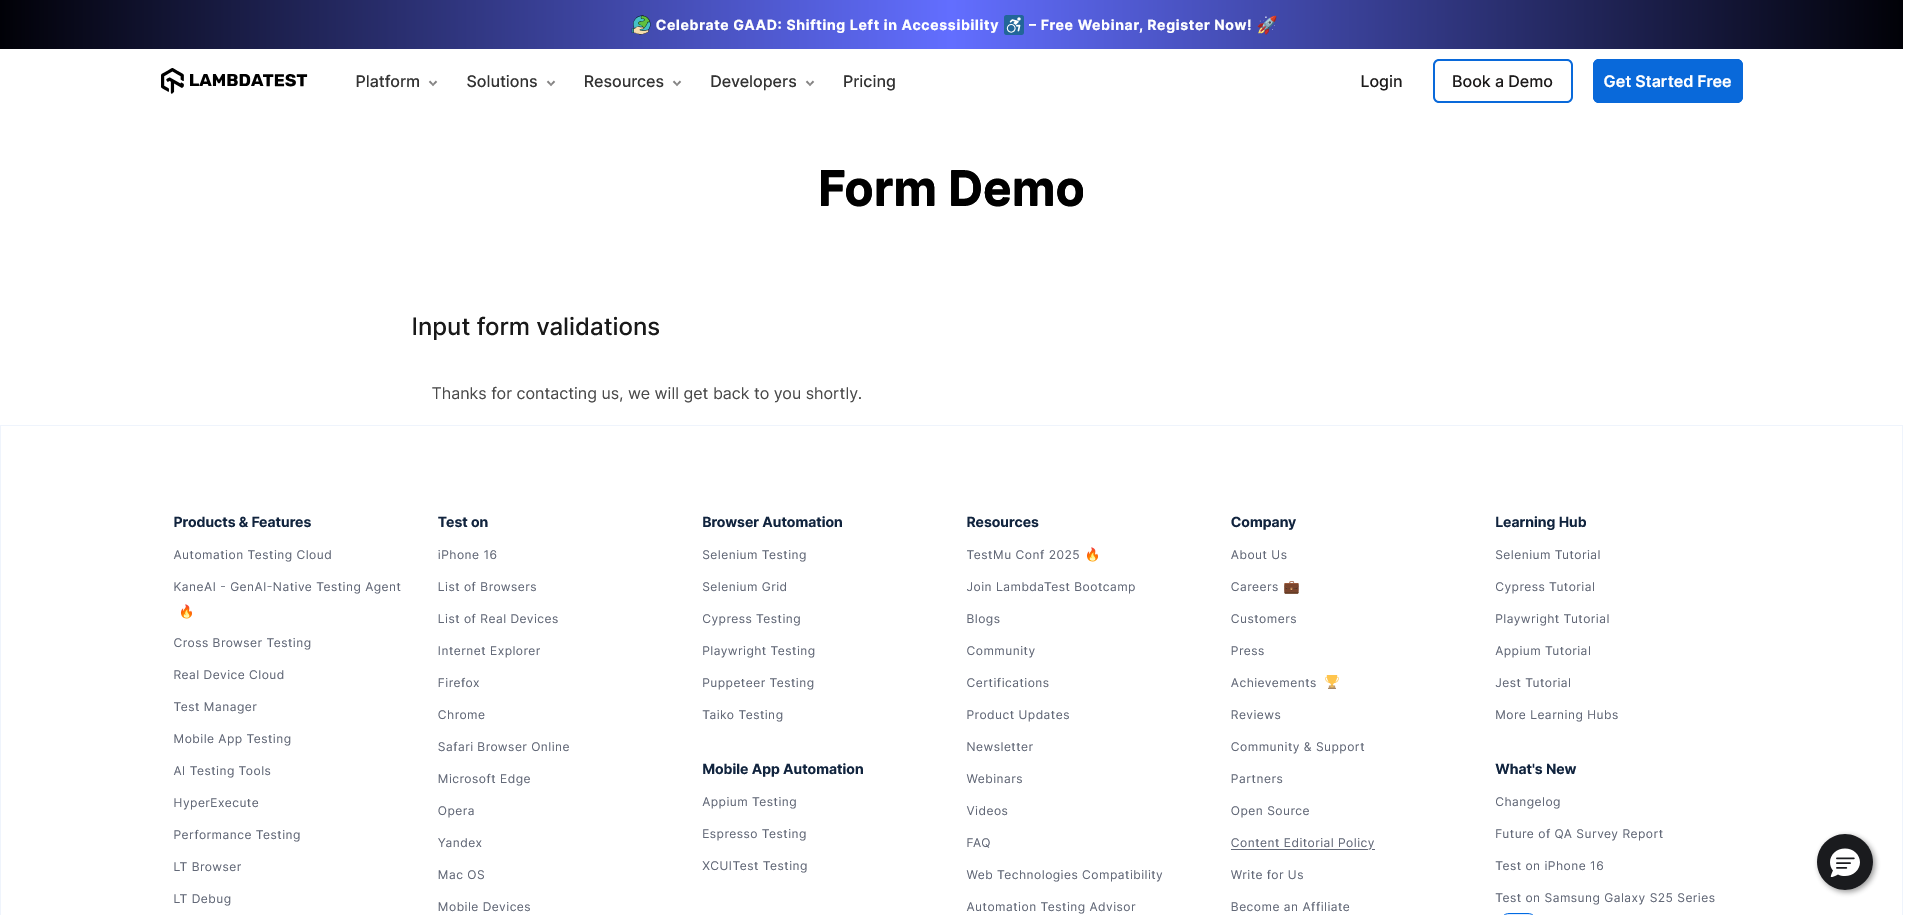 Celebrate GAAD: Shifting Left in Accessibility – Free Webinar, Register Now!
LAMBDATEST
Platform
Solutions
Resources
Developers
Pricing
Login
Book a Demo
Get Started Free
Form Demo
Input form validations
Thanks for contacting us, we will get back to you shortly.
Products & Features
Automation Testing Cloud
KaneAI - GenAI-Native Testing Agent
Cross Browser Testing
Real Device Cloud
Test Manager
Mobile App Testing
AI Testing Tools
HyperExecute
Performance Testing
LT Browser
LT Debug
Test on
iPhone 16
List of Browsers
List of Real Devices
Internet Explorer
Firefox
Chrome
Safari Browser Online
Microsoft Edge
Opera
Yandex
Mac OS
Mobile Devices
Browser Automation
Selenium Testing
Selenium Grid
Cypress Testing
Playwright Testing
Puppeteer Testing
Taiko Testing
Mobile App Automation
Appium Testing
Espresso Testing
XCUITest Testing
Resources
TestMu Conf 2025
Join LambdaTest Bootcamp
Blogs
Community
Certifications
Product Updates
Newsletter
Webinars
Videos
FAQ
Web Technologies Compatibility
Automation Testing Advisor
Company
About Us
Careers
Customers
Press
Achievements
Reviews
Community & Support
Partners
Open Source
Content Editorial Policy
Write for Us
Become an Affiliate
Learning Hub
Selenium Tutorial
Cypress Tutorial
Playwright Tutorial
Appium Tutorial
Jest Tutorial
More Learning Hubs
What's New
Changelog
Future of QA Survey Report
Test on iPhone 16
Test on Samsung Galaxy S25 Series